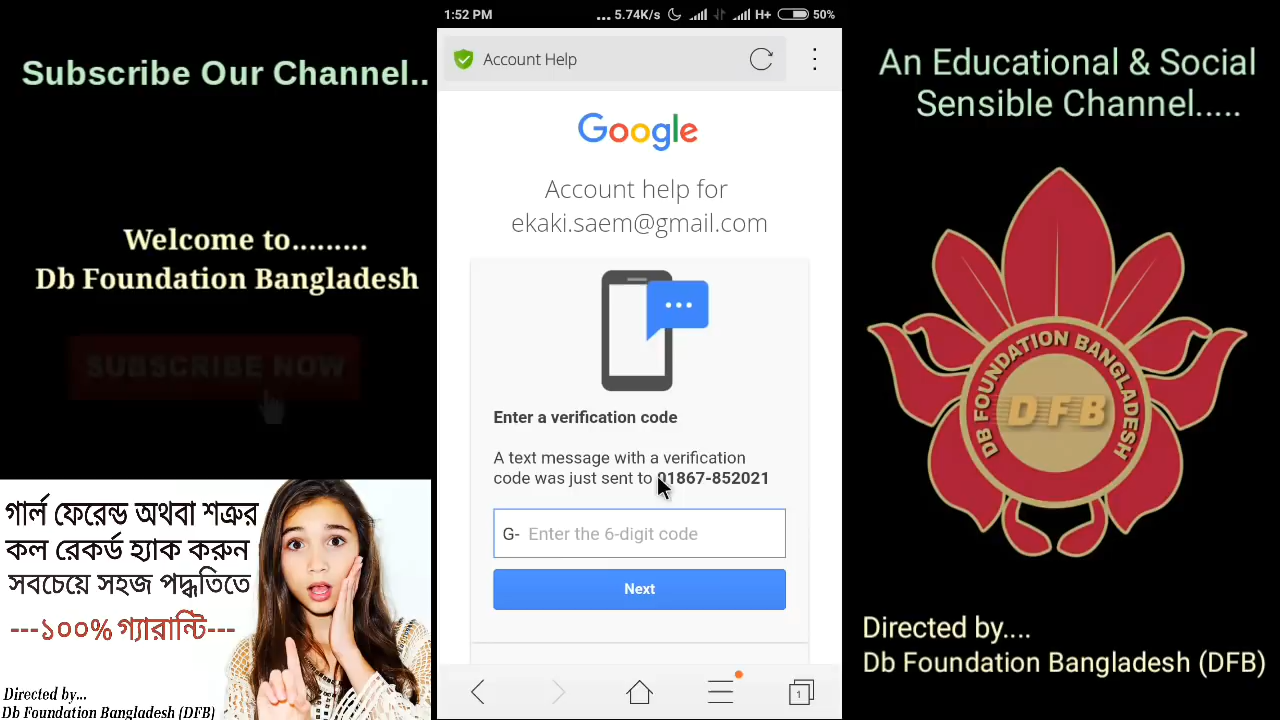 Subscribe Our Channel..
Welcome to.........
Db Foundation Bangladesh
SUBSCRIBE NOW
গার্ল ফেরেন্ড অথবা শত্রুর
কল রেকর্ড হ্যাক করুন
সবচেয়ে সহজ পদ্ধতিতে
---১০০% গ্যারান্টি---
Directed by...
Db Foundation Bangladesh (DFB)
1:52 PM
... 5.74K/s
H+
50%
Account Help
Google
Account help for
ekaki.saem@gmail.com
Enter a verification code
A text message with a verification
code was just sent to 01867-852021
G- Enter the 6-digit code
Next
1
An Educational & Social
Sensible Channel.....
DB FOUNDATION BANGLADESH
DFB
Directed by....
Db Foundation Bangladesh (DFB)